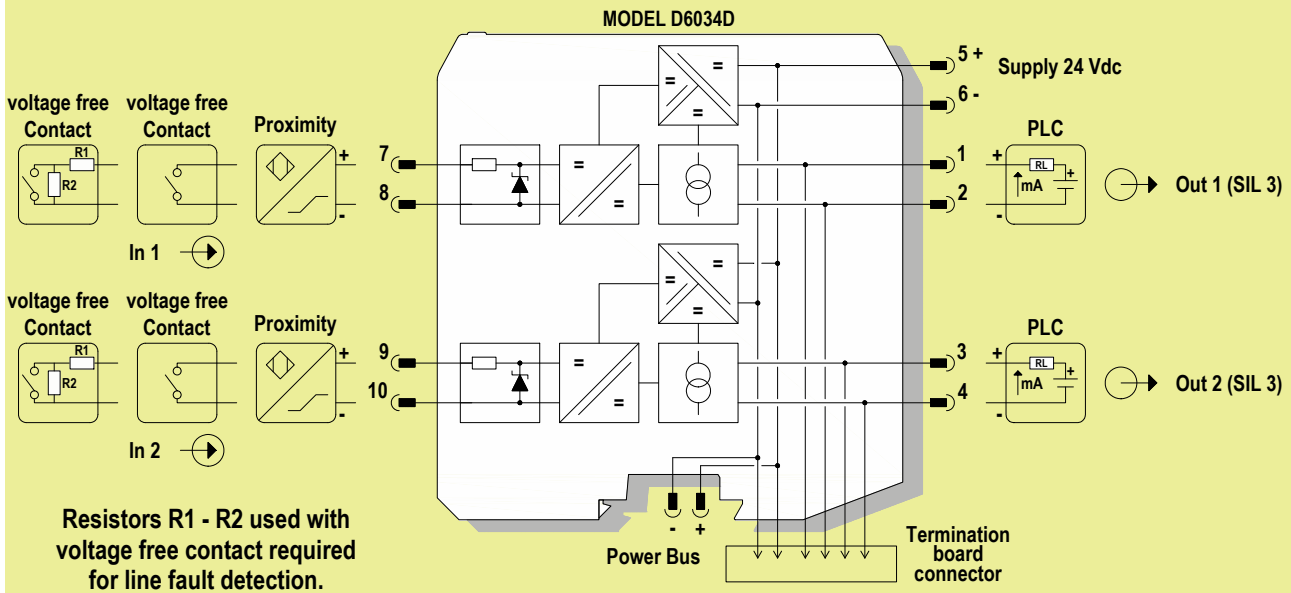 MODEL D6034D
5 +
Supply 24 Vdc
6 -
=
=
=
voltage free
Contact
R1
R2
voltage free
Contact
Proximity
+
-
7
8
=
=
1
2
PLC
+
-
RL
mA
+
Out 1 (SIL 3)
In 1
=
=
=
voltage free
Contact
R1
R2
voltage free
Contact
Proximity
+
-
9
10
=
=
3
4
PLC
+
-
RL
mA
+
Out 2 (SIL 3)
In 2
Resistors R1 - R2 used with
voltage free contact required
for line fault detection.
- +
Power Bus
Termination
board
connector